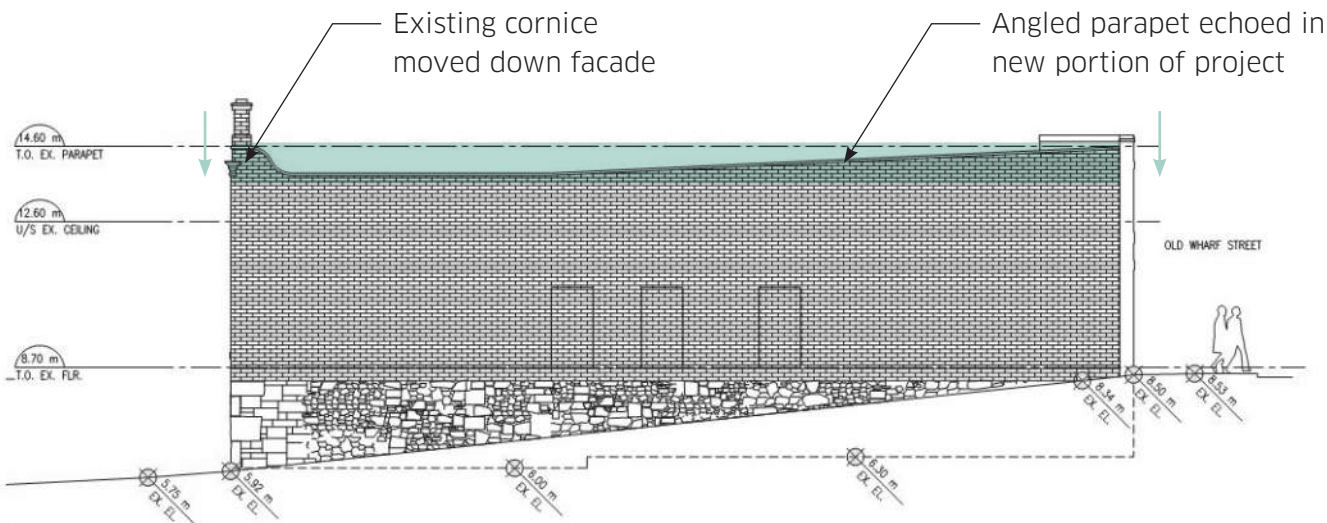 Existing cornice
moved down facade
Angled parapet echoed in
new portion of project
14.60 m
T.O. EX. PARAPET
12.60 m
U/S EX. CEILING
OLD WHARF STREET
8.70 m
T.O. EX. FLR.
5.75 m
EX. EL.
5.92 m
EX. EL.
6.00 m
EX. EL.
6.30 m
EX. EL.
8.34 m
EX. EL.
8.50 m
EX. EL.
8.53 m
EX. EL.